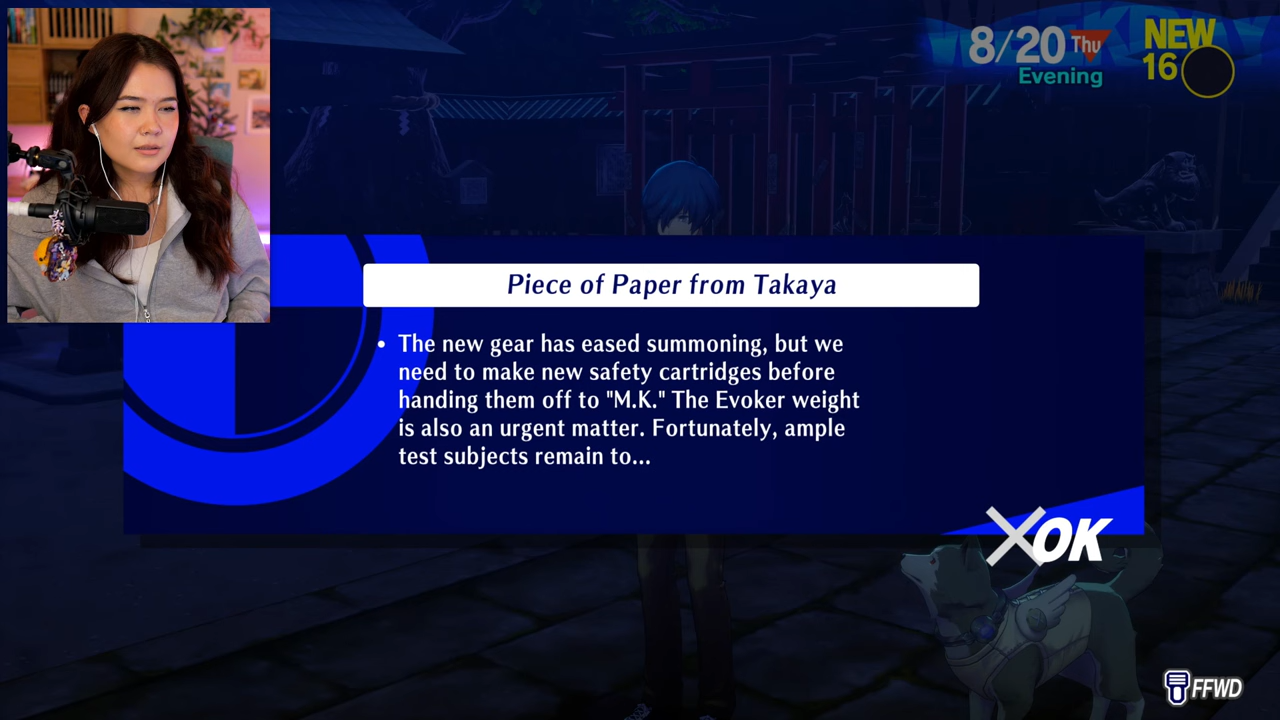 8/20 Thu
Evening
NEW
16
Piece of Paper from Takaya
• The new gear has eased summoning, but we
need to make new safety cartridges before
handing them off to "M.K." The Evoker weight
is also an urgent matter. Fortunately, ample
test subjects remain to...
OK
FFWD